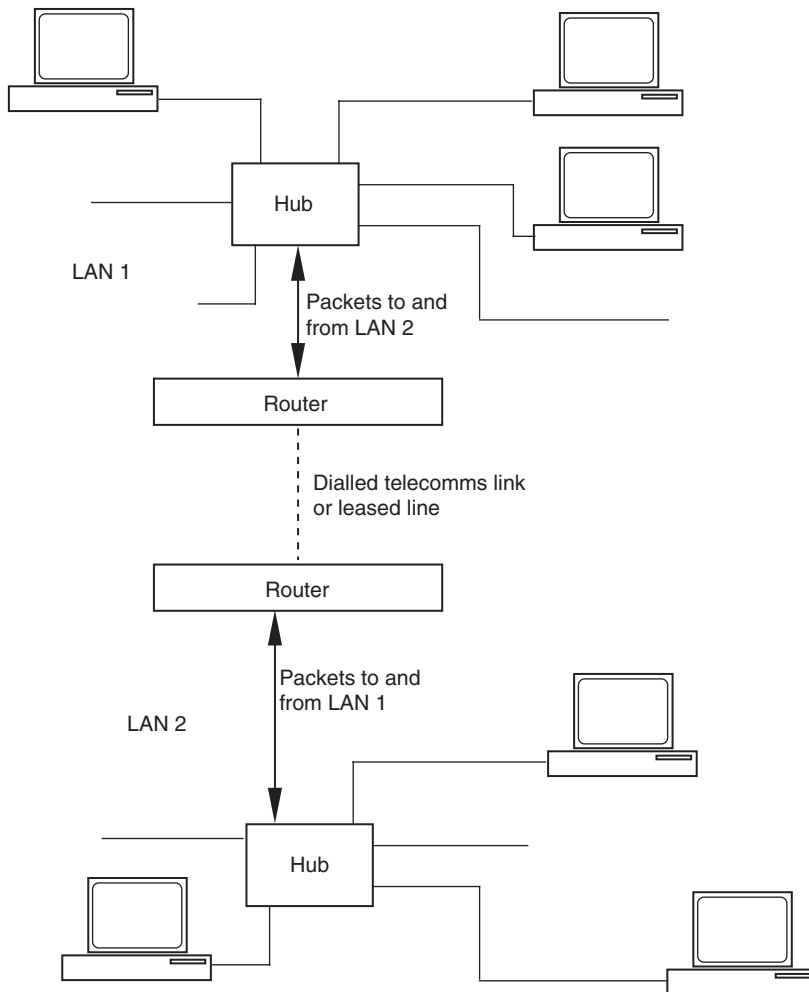 Hub
LAN 1
Packets to and
from LAN 2
Router
Dialled telecomms link
or leased line
Router
Packets to and
from LAN 1
LAN 2
Hub